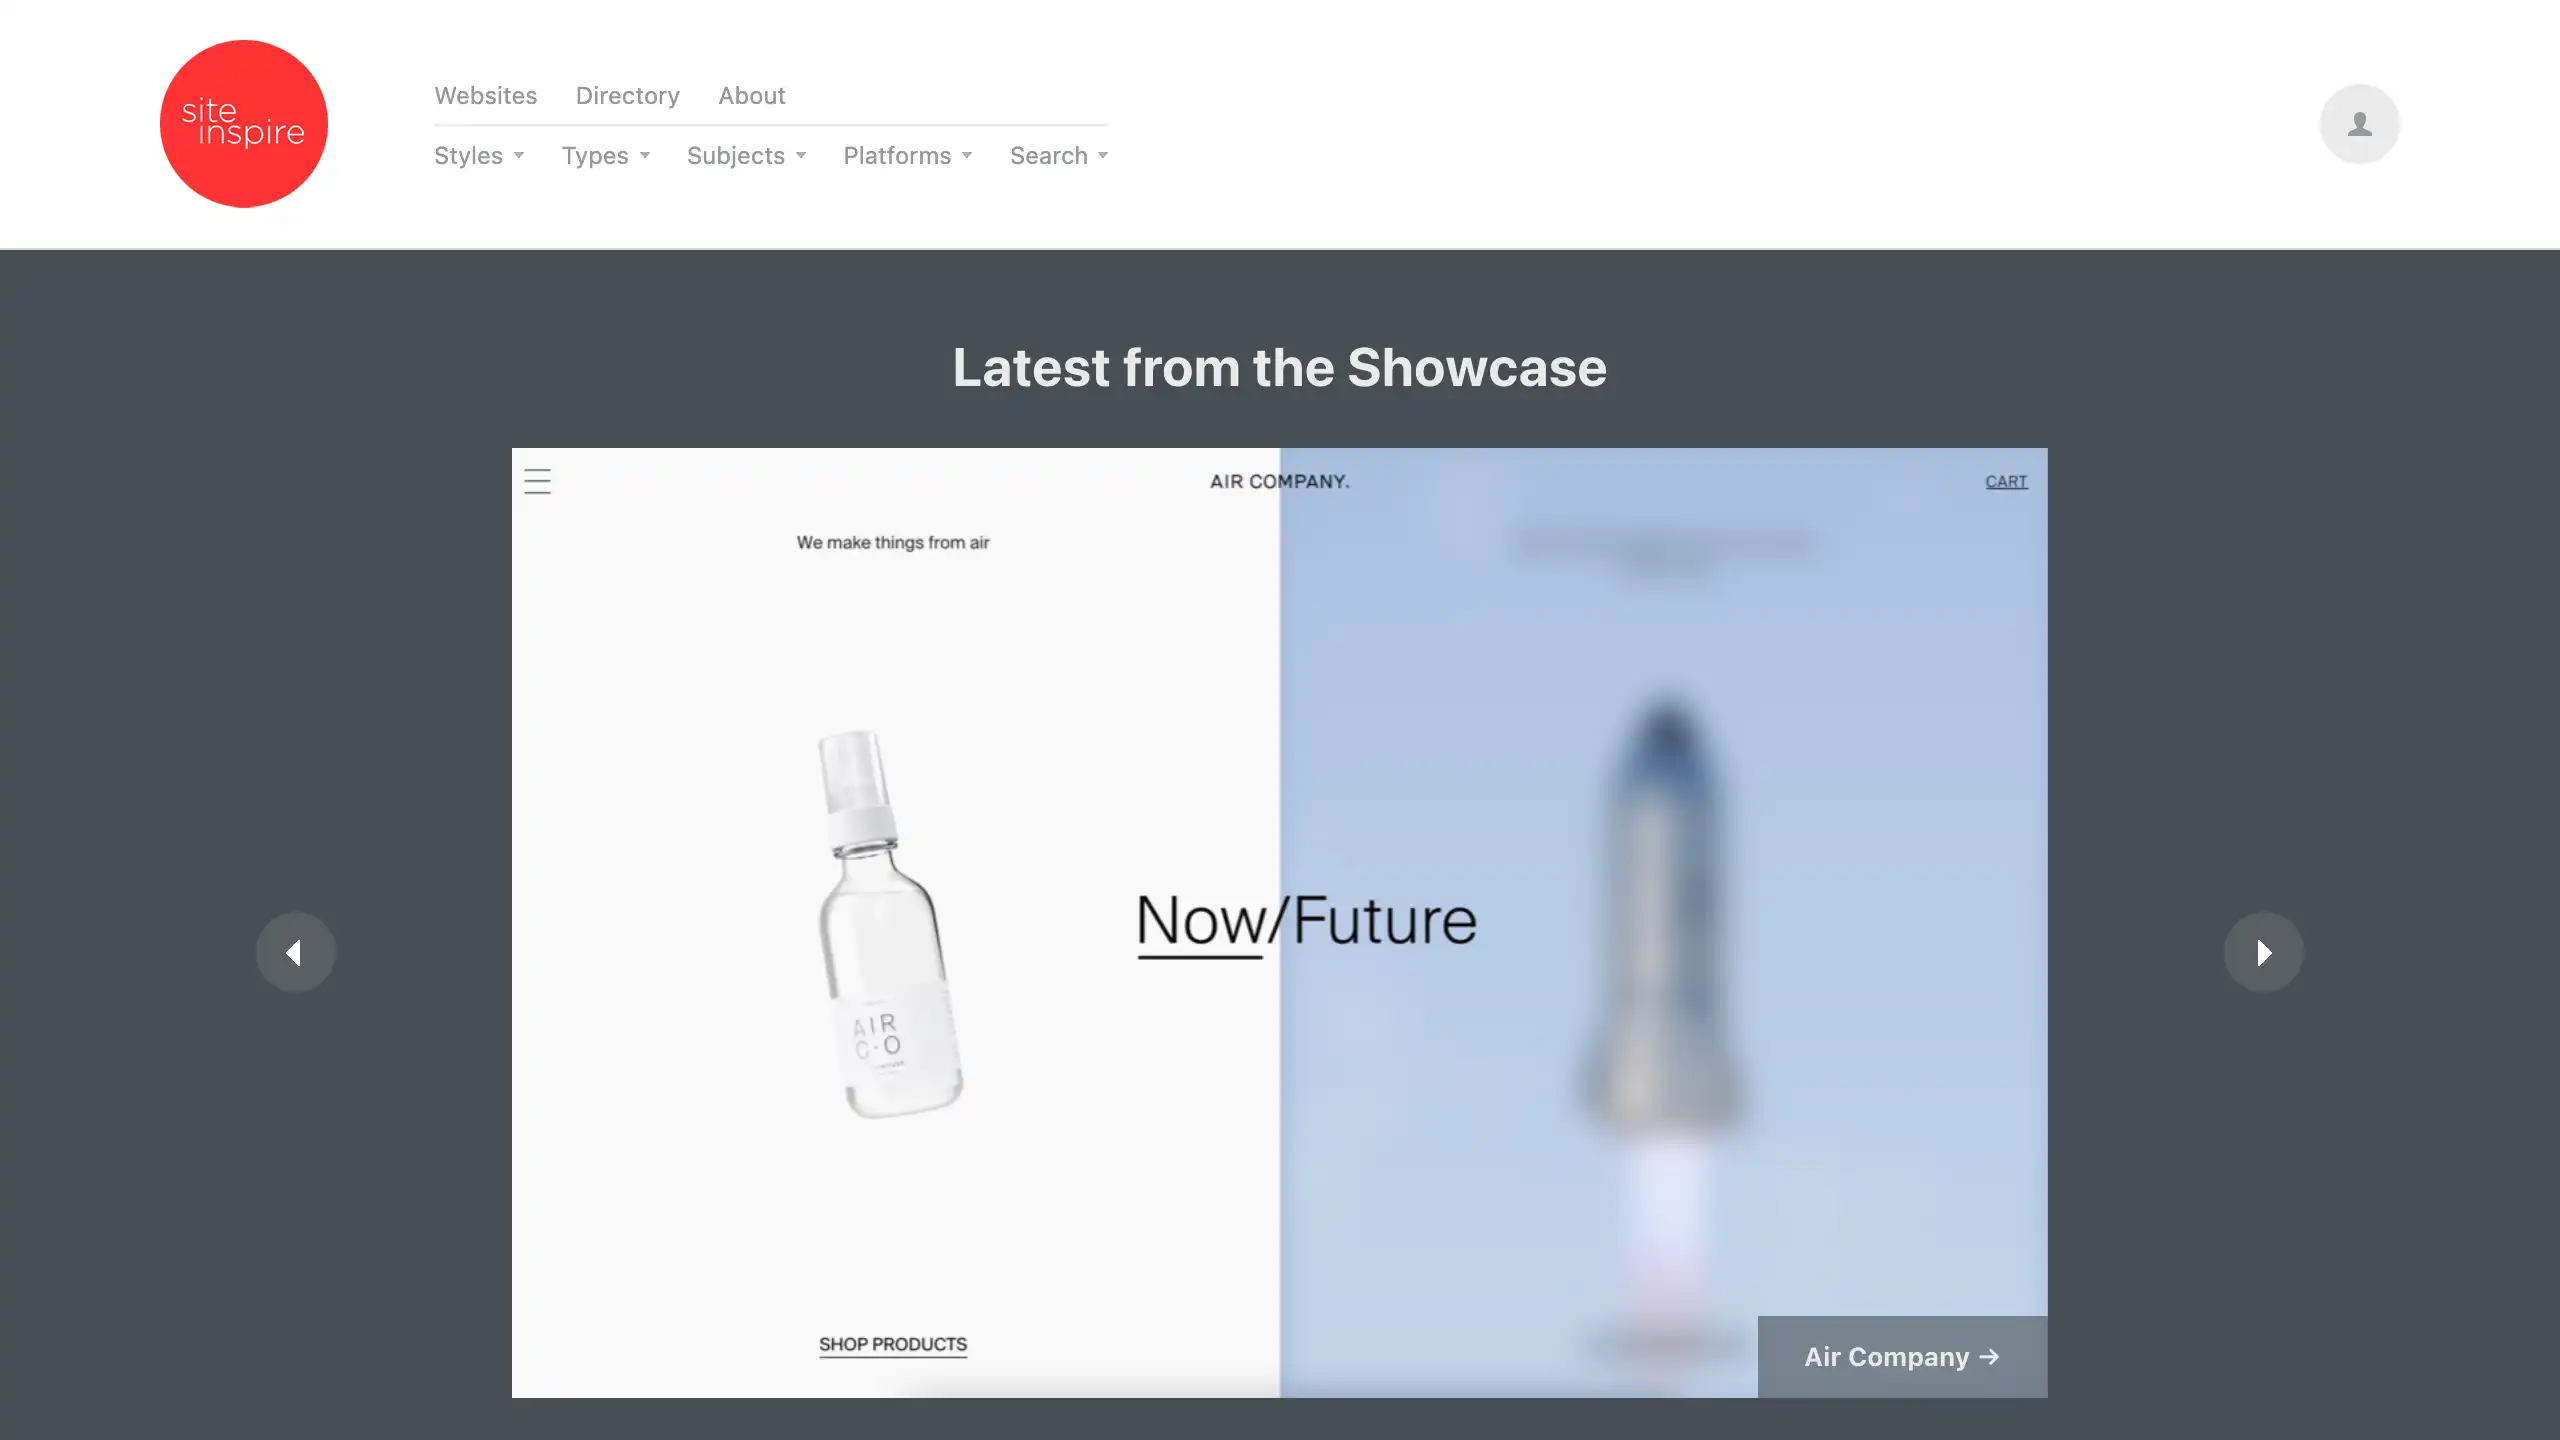 site
inspire
Websites Directory About
Styles Types Subjects Platforms Search
Latest from the Showcase
AIR COMPANY.
CART
We make things from air
Now/Future
AIR
C·O
SHOP PRODUCTS
Air Company →